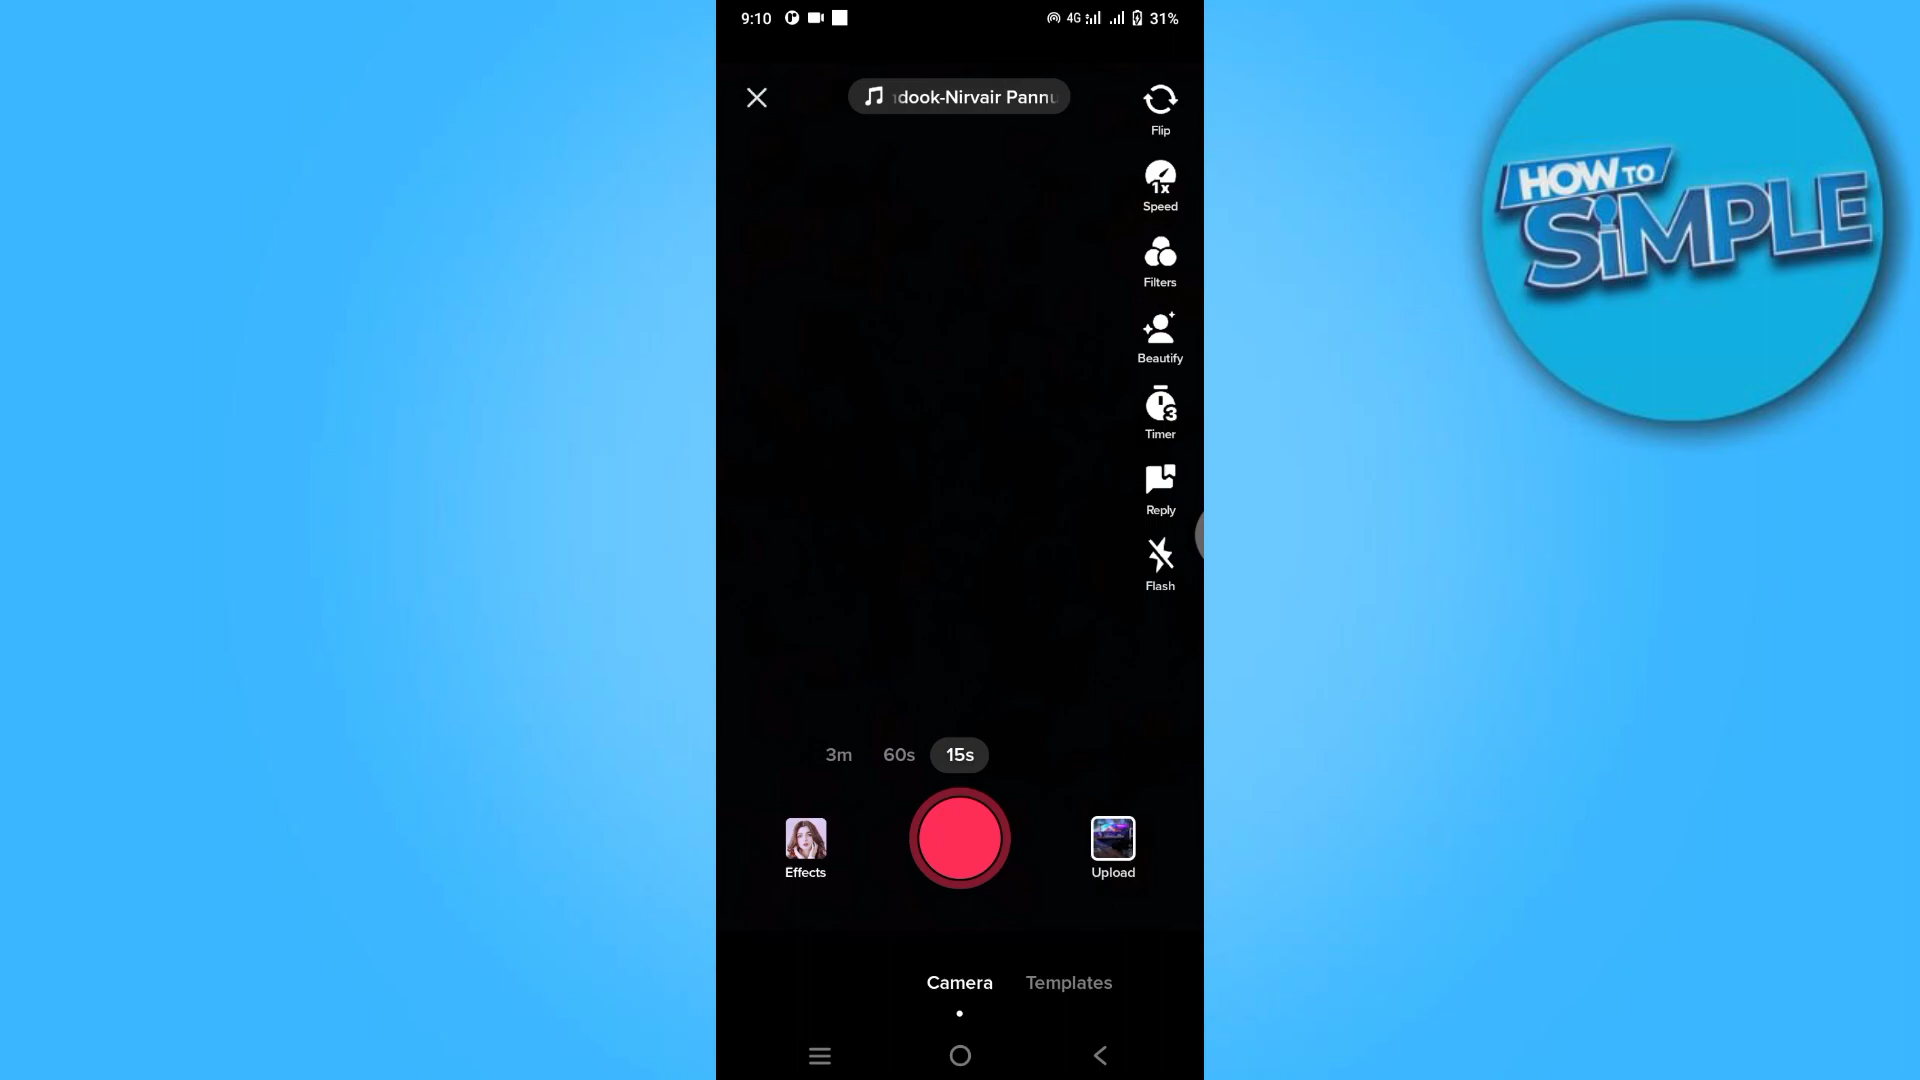 9:10
4G
31%
dook-Nirvair Pannu
Flip
1x
Speed
Filters
Beautify
3
Timer
Reply
Flash
3m 60s 15s
Effects
Upload
Camera Templates
HOW TO
SiMPLE